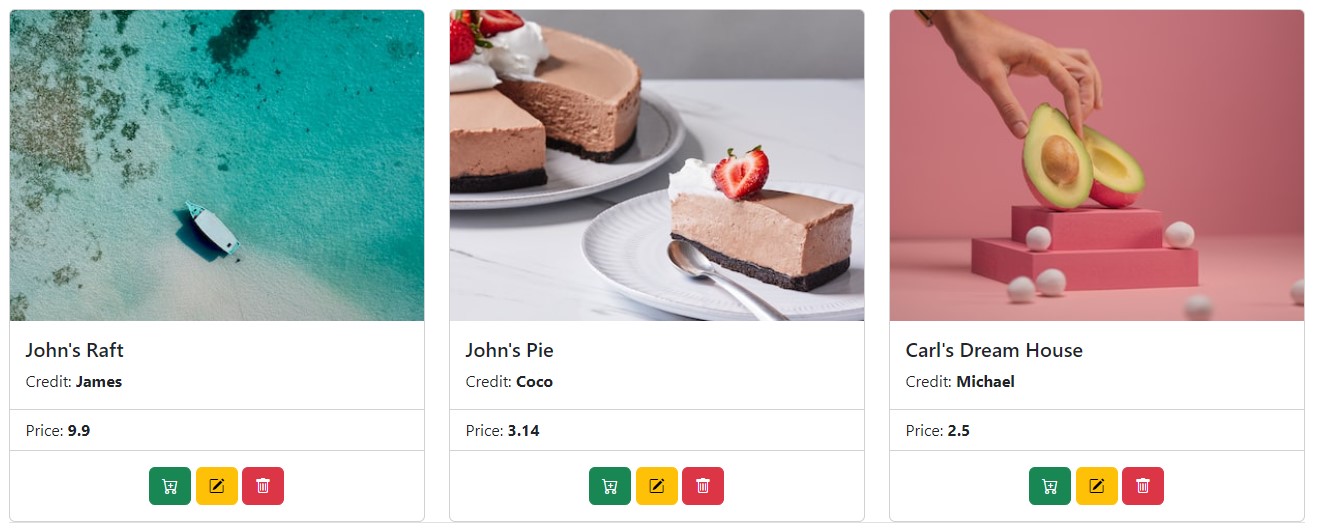 John's Raft
Credit: James
Price: 9.9
John's Pie
Credit: Coco
Price: 3.14
Carl's Dream House
Credit: Michael
Price: 2.5